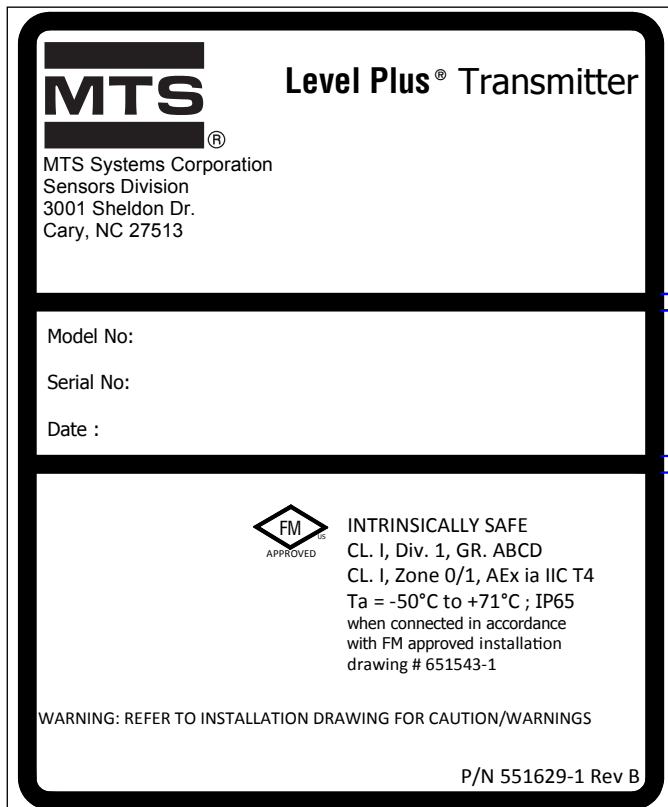 MTS
®
Level Plus® Transmitter
MTS Systems Corporation
Sensors Division
3001 Sheldon Dr.
Cary, NC 27513
Model No:
Serial No:
Date :
FM
US
APPROVED
INTRINSICALLY SAFE
CL. I, Div. 1, GR. ABCD
CL. I, Zone 0/1, AEx ia IIC T4
Ta = -50°C to +71°C ; IP65
when connected in accordance
with FM approved installation
drawing # 651543-1
WARNING: REFER TO INSTALLATION DRAWING FOR CAUTION/WARNINGS
P/N 551629-1 Rev B